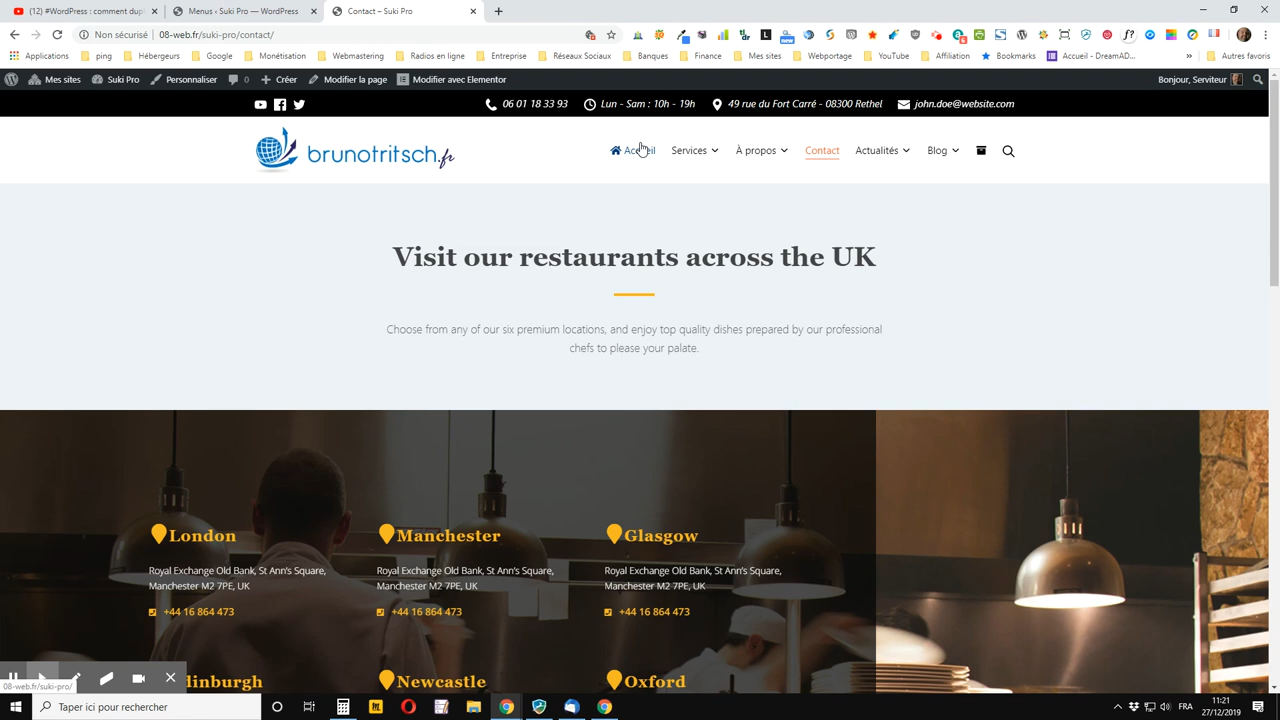 (12) #WordPress : comment dupl
Menus ‹ Suki Pro — WordPress
Contact – Suki Pro
Non sécurisé
08-web.fr/suki-pro/contact/
Applications
ping
Hébergeurs
Google
Monétisation
Webmastering
Radios en ligne
Entreprise
Réseaux Sociaux
Banques
Finance
Mes sites
Webportage
YouTube
Affiliation
Bookmarks
Accueil - DreamAD...
»
Autres favoris
Mes sites
Suki Pro
Personnaliser
0
Créer
Modifier la page
Modifier avec Elementor
Bonjour, Serviteur
06 01 18 33 93
Lun - Sam : 10h - 19h
49 rue du Fort Carré - 08300 Rethel
john.doe@website.com
brunotritsch.fr
Accueil
Services
À propos
Contact
Actualités
Blog
Visit our restaurants across the UK
Choose from any of our six premium locations, and enjoy top quality dishes prepared by our professional
chefs to please your palate.
London
Manchester
Glasgow
Royal Exchange Old Bank, St Ann's Square,
Manchester M2 7PE, UK
Royal Exchange Old Bank, St Ann's Square,
Manchester M2 7PE, UK
Royal Exchange Old Bank, St Ann's Square,
Manchester M2 7PE, UK
+44 16 864 473
+44 16 864 473
+44 16 864 473
dinburgh
Newcastle
Oxford
08-web.fr/suki-pro/
Taper ici pour rechercher
FRA
11:21
27/12/2019